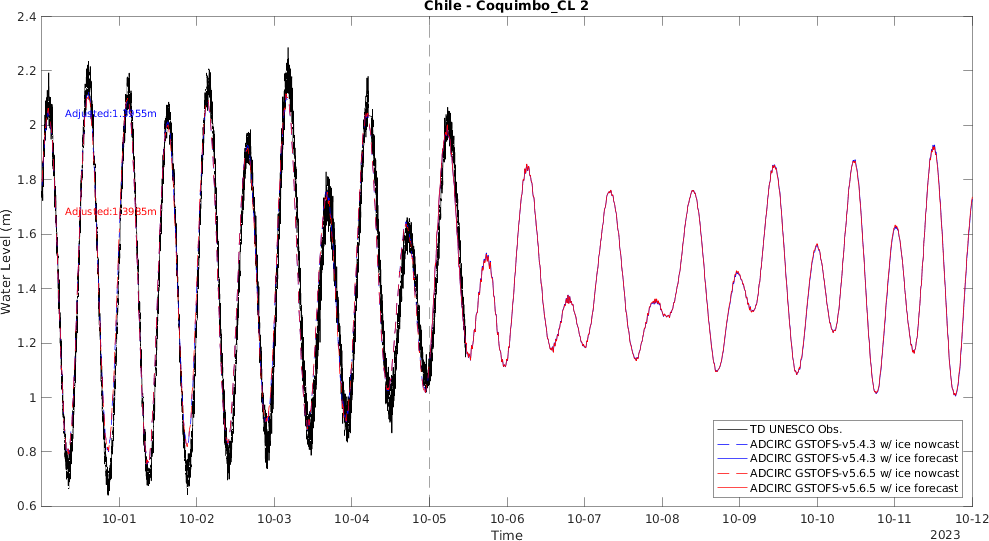 Chile - Coquimbo_CL 2
2.4
2.2
2
1.8
1.6
1.4
1.2
1
0.8
0.6
Water Level (m)
Adjusted:1.3955m
Adjusted:1.3985m
TD UNESCO Obs.
ADCIRC GSTOFS-v5.4.3 w/ ice nowcast
ADCIRC GSTOFS-v5.4.3 w/ ice forecast
ADCIRC GSTOFS-v5.6.5 w/ ice nowcast
ADCIRC GSTOFS-v5.6.5 w/ ice forecast
10-01 10-02 10-03 10-04 10-05 10-06 10-07 10-08 10-09 10-10 10-11 10-12
Time
2023